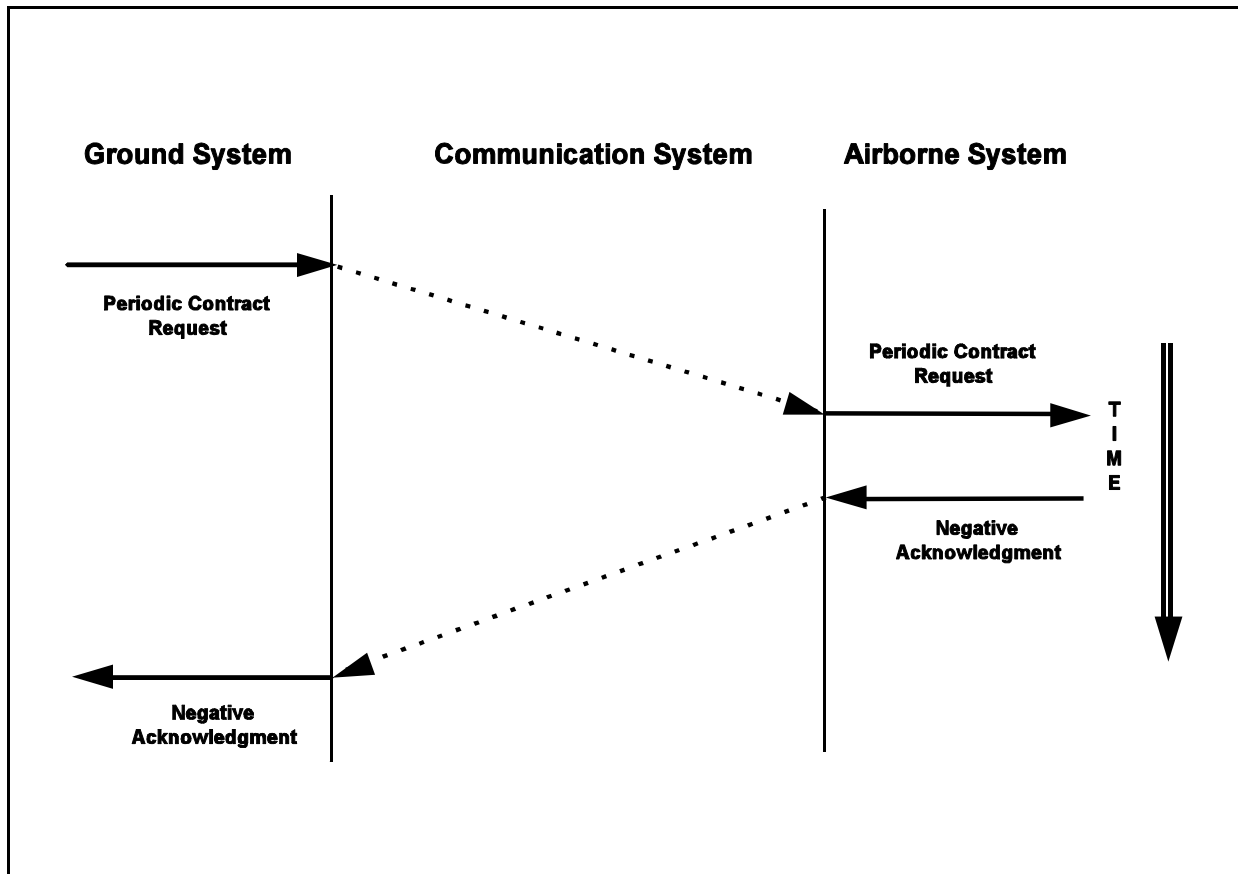 Ground System
Communication System
Airborne System
Periodic Contract
Request
Periodic Contract
Request
T
I
M
E
Negative
Acknowledgment
Negative
Acknowledgment